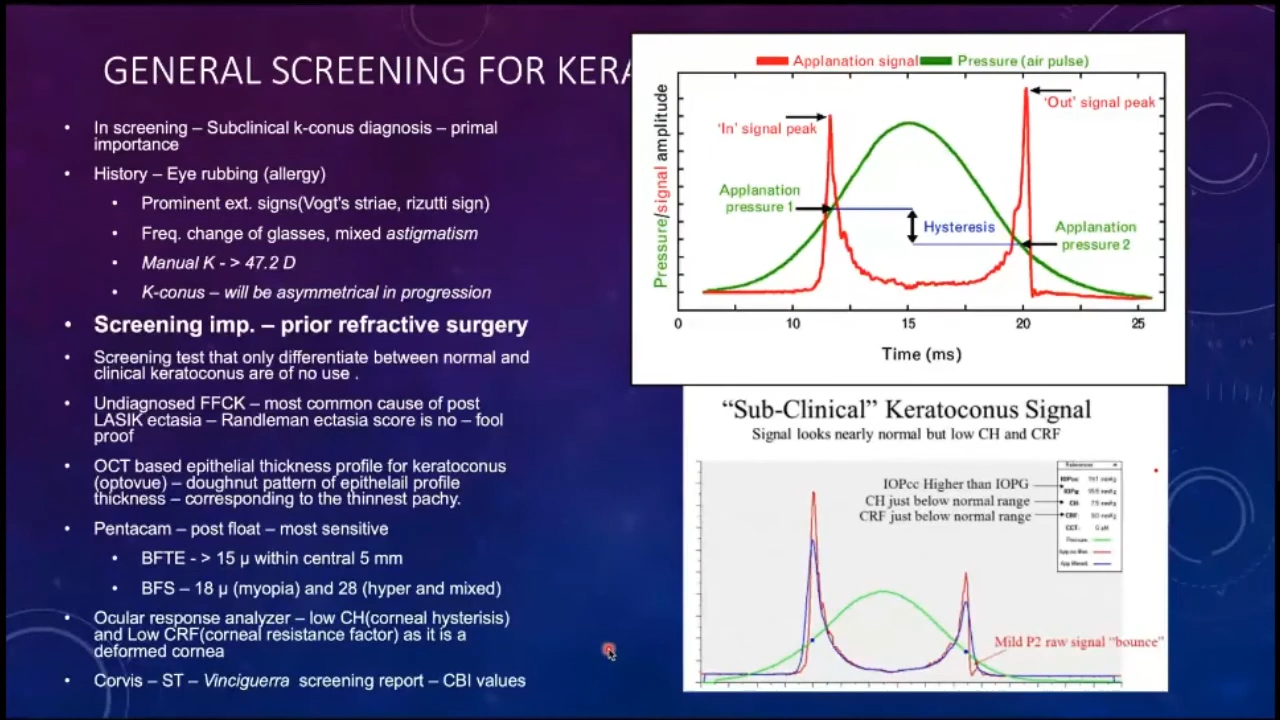 GENERAL SCREENING FOR KERA
• In screening – Subclinical k-conus diagnosis – primal
importance
• History – Eye rubbing (allergy)
• Prominent ext. signs(Vogt's striae, rizutti sign)
• Freq. change of glasses, mixed astigmatism
• Manual K - > 47.2 D
• K-conus – will be asymmetrical in progression
• Screening imp. – prior refractive surgery
• Screening test that only differentiate between normal and
clinical keratoconus are of no use .
• Undiagnosed FFCK – most common cause of post
LASIK ectasia – Randleman ectasia score is no – fool
proof
• OCT based epithelial thickness profile for keratoconus
(optovue) – doughnut pattern of epithelail profile
thickness – corresponding to the thinnest pachy.
• Pentacam – post float – most sensitive
• BFTE - > 15 µ within central 5 mm
• BFS – 18 µ (myopia) and 28 (hyper and mixed)
• Ocular response analyzer – low CH(corneal hysterisis)
and Low CRF(corneal resistance factor) as it is a
deformed cornea
• Corvis – ST – Vinciguerra screening report – CBI values
Applanation signal Pressure (air pulse)
Pressure/signal amplitude
'In' signal peak
'Out' signal peak
Applanation
pressure 1
Hysteresis
Applanation
pressure 2
0 10 15 20 25
Time (ms)
“Sub-Clinical” Keratoconus Signal
Signal looks nearly normal but low CH and CRF
IOPcc Higher than IOPG
CH just below normal range
CRF just below normal range
IOPcc
IOPg
CH
CRF
CCT:
Pressure
Mild P2 raw signal “bounce”